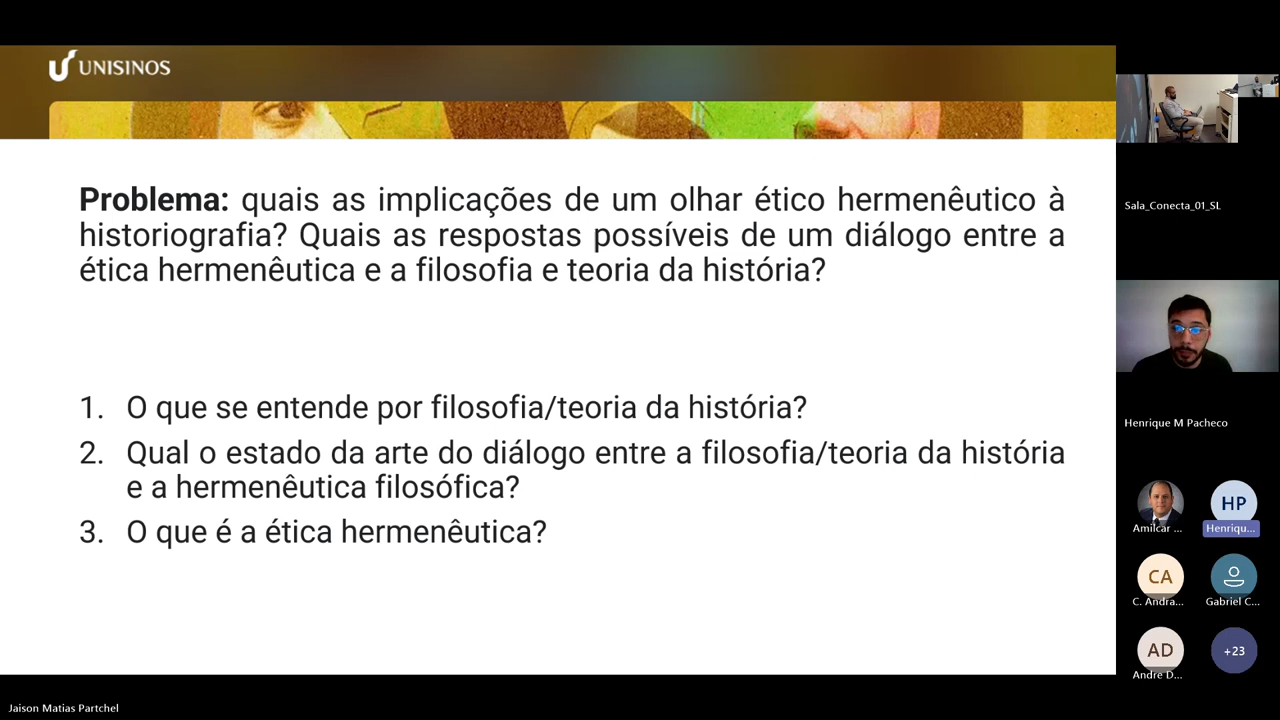 UNISINOS
Problema: quais as implicações de um olhar ético hermenêutico à
historiografia? Quais as respostas possíveis de um diálogo entre a
ética hermenêutica e a filosofia e teoria da história?
1. O que se entende por filosofia/teoria da história?
2. Qual o estado da arte do diálogo entre a filosofia/teoria da história
e a hermenêutica filosófica?
3. O que é a ética hermenêutica?
Sala_Conecta_01_SL
Henrique M Pacheco
Amilcar ...
HP
Henriqu...
CA
C. Andra...
Gabriel C...
AD
Andre D...
+23
Jaison Matias Partchel